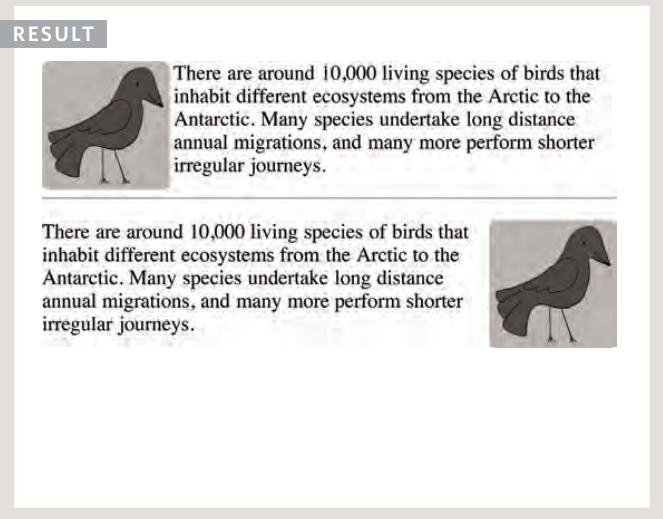 RESULT
There are around 10,000 living species of birds that
inhabit different ecosystems from the Arctic to the
Antarctic. Many species undertake long distance
annual migrations, and many more perform shorter
irregular journeys.
There are around 10,000 living species of birds that
inhabit different ecosystems from the Arctic to the
Antarctic. Many species undertake long distance
annual migrations, and many more perform shorter
irregular journeys.